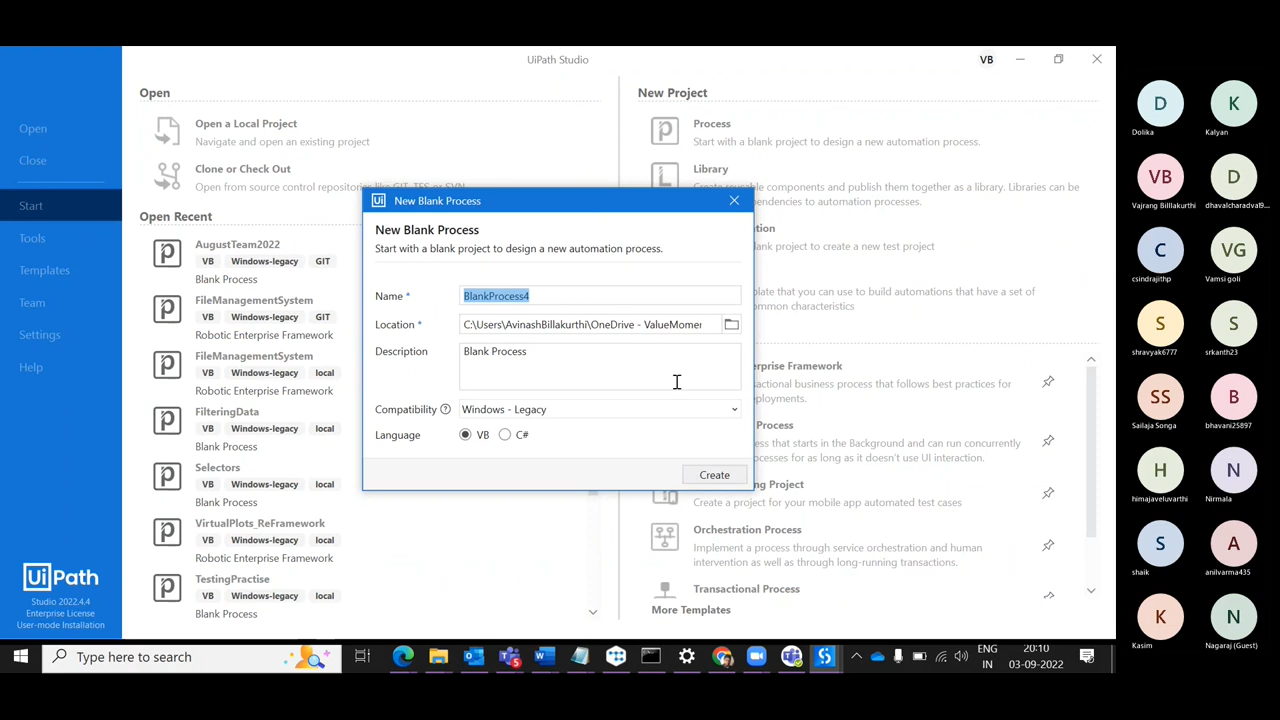 UiPath Studio
VB
Open
Close
Start
Tools
Templates
Team
Settings
Help
UiPath
Studio 2022.4.4
Enterprise License
User-mode Installation
Open
Open a Local Project
Navigate and open an existing project
Clone or Check Out
Open from source control repositories like GIT, TFS or SVN
Open Recent
AugustTeam2022
VB Windows-legacy GIT
Blank Process
FileManagementSystem
VB Windows-legacy GIT
Robotic Enterprise Framework
FileManagementSystem
VB Windows-legacy local
Robotic Enterprise Framework
FilteringData
VB Windows-legacy local
Blank Process
Selectors
VB Windows-legacy local
Blank Process
VirtualPlots_ReFramework
VB Windows-legacy local
Robotic Enterprise Framework
TestingPractise
VB Windows-legacy local
Blank Process
New Project
Process
Start with a blank project to design a new automation process.
Library
Create reusable components and publish them together as a library. Libraries can be
dependencies to automation processes.
tion
lank project to create a new test project
plate that you can use to build automations that have a set of
common characteristics
erprise Framework
sactional business process that follows best practices for
ployments.
Process
ess that starts in the Background and can run concurrently
ocesses for as long as it doesn't use UI interaction.
ng Project
Create a project for your mobile app automated test cases
Orchestration Process
Implement a process through service orchestration and human
intervention as well as through long-running transactions.
Transactional Process
More Templates
Ui New Blank Process
New Blank Process
Start with a blank project to design a new automation process.
Name * BlankProcess4
Location * C:\Users\AvinashBillakurthi\OneDrive - ValueMomer
Description Blank Process
Compatibility Windows - Legacy
Language VB C#
Create
D K
Dolika Kalyan
VB D
Vajrang Billlakurthi dhavalcharadva19...
C VG
csindrajithp Vamsi goli
S S
shravyak6777 srkanth23
SS B
Sailaja Songa bhavani25897
H N
himajaveluvarthi Nirmala
S A
shaik anilvarma435
K N
Kasim Nagaraj (Guest)
Type here to search
ENG
IN
20:10
03-09-2022